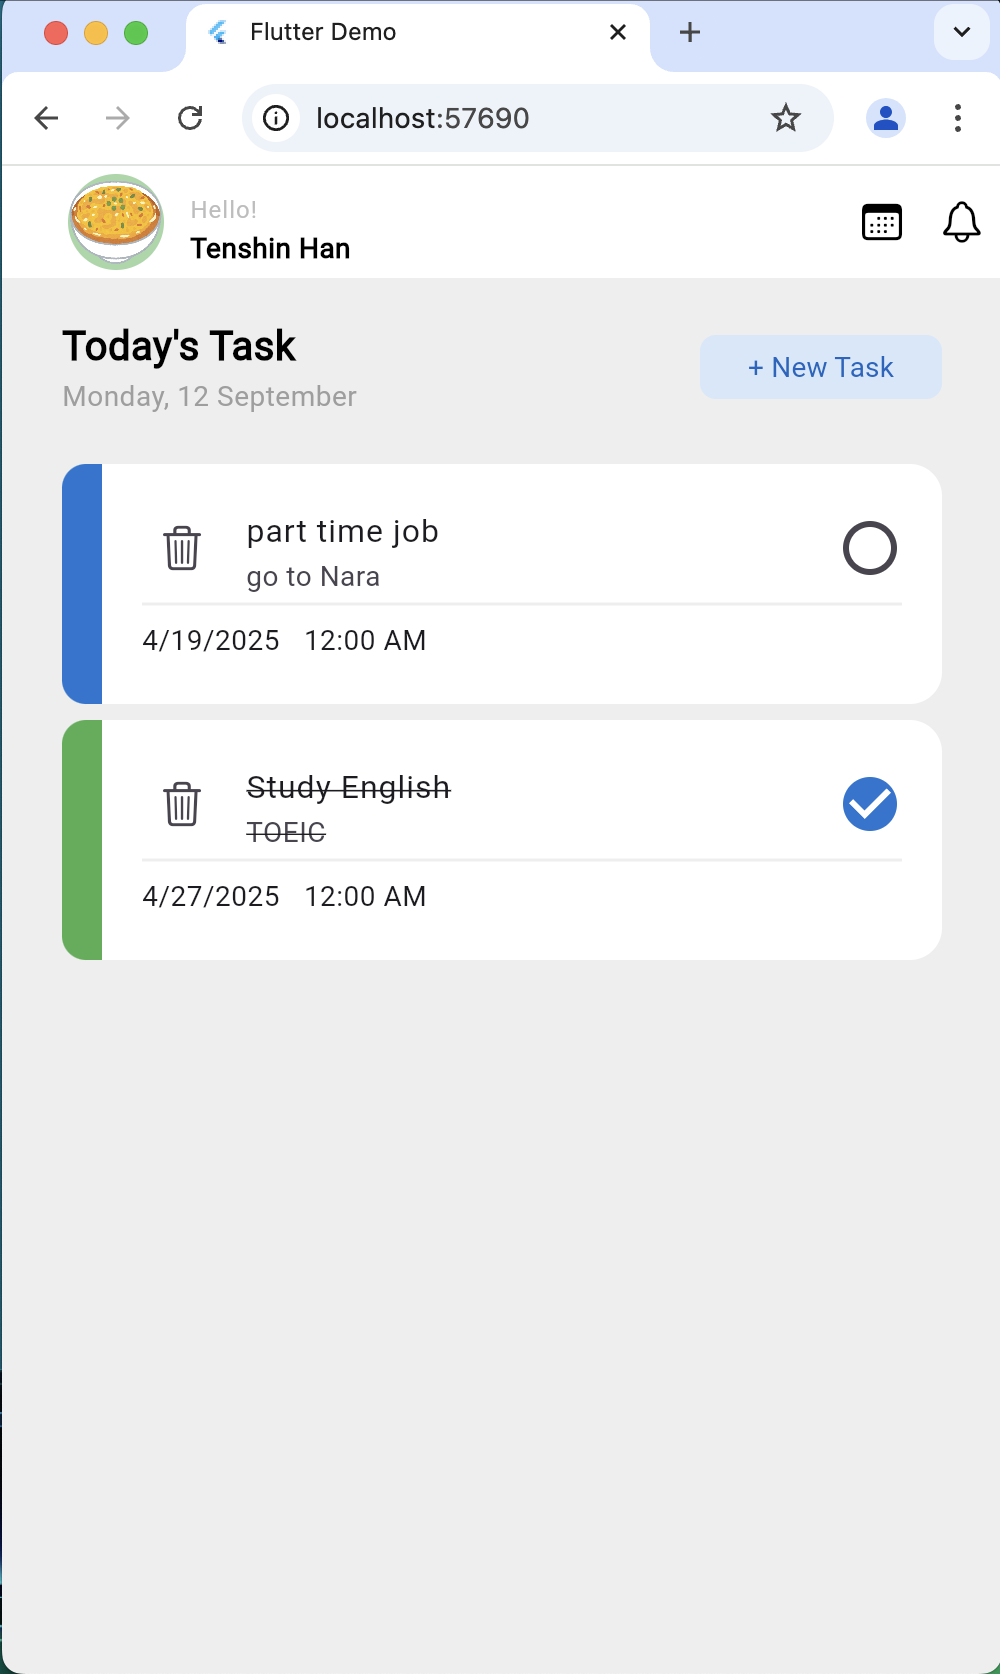 Flutter Demo
localhost:57690
Hello!
Tenshin Han
Today's Task
Monday, 12 September
+ New Task
part time job
go to Nara
4/19/2025 12:00 AM
Study English
TOEIC
4/27/2025 12:00 AM